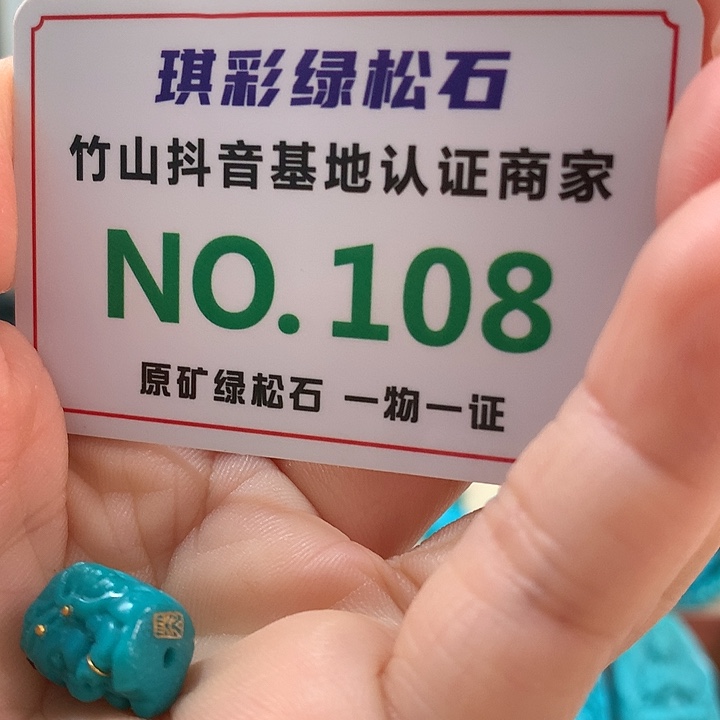 琪彩绿松石
竹山抖音基地认证商家
NO.108
原矿绿松石 一物一证